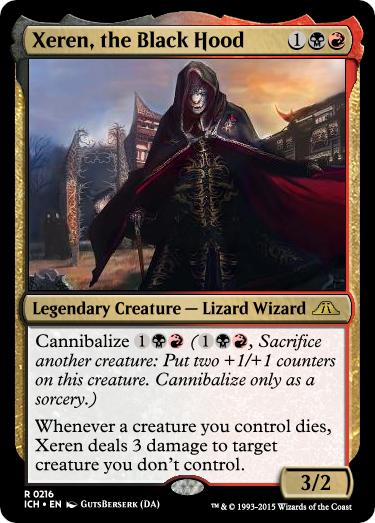 Xeren, the Black Hood 1
Legendary Creature — Lizard Wizard
Cannibalize 1 (1, Sacrifice
another creature: Put two +1/+1 counters
on this creature. Cannibalize only as a
sorcery.)
Whenever a creature you control dies,
Xeren deals 3 damage to target
creature you don't control.
3/2
R 0216
ICH • EN GutsBerserk (DA)
™ & © 1993-2015 Wizards of the Coast